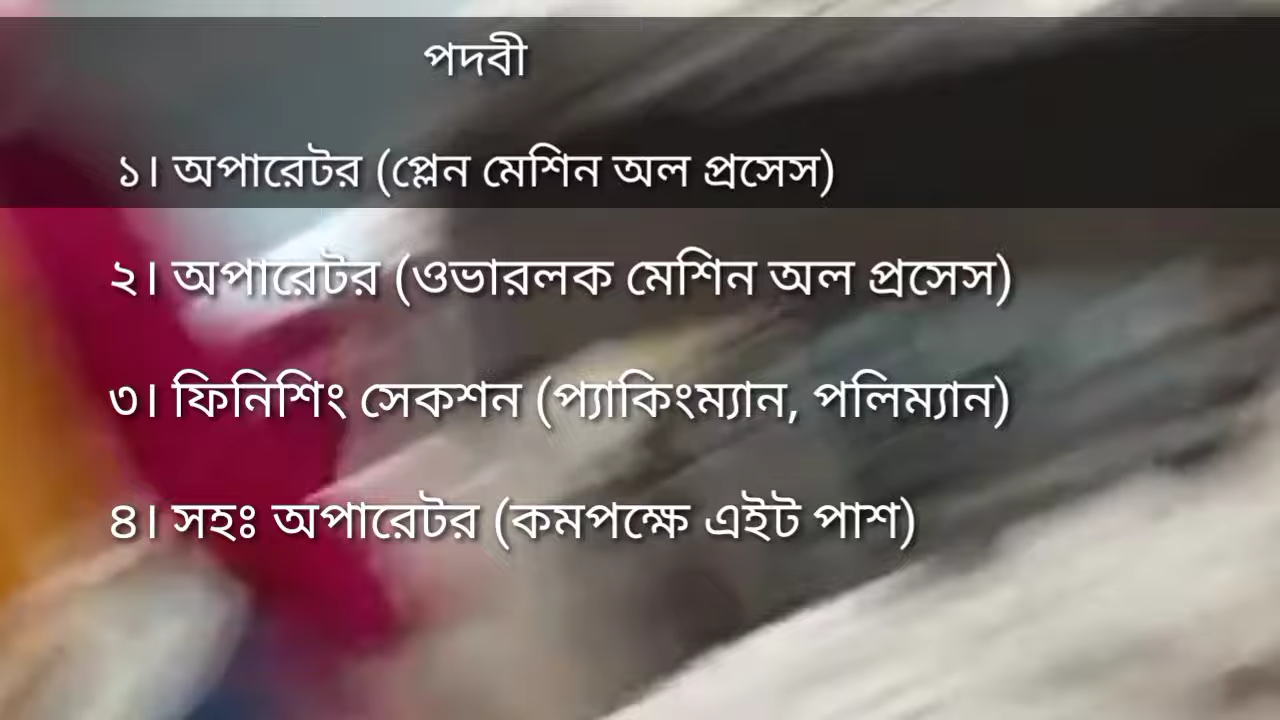 পদবী
১। অপারেটর (প্লেন মেশিন অল প্রসেস)
২। অপারেটর (ওভারলক মেশিন অল প্রসেস)
৩। ফিনিশিং সেকশন (প্যাকিংম্যান, পলিম্যান)
৪। সহঃ অপারেটর (কমপক্ষে এইট পাশ)